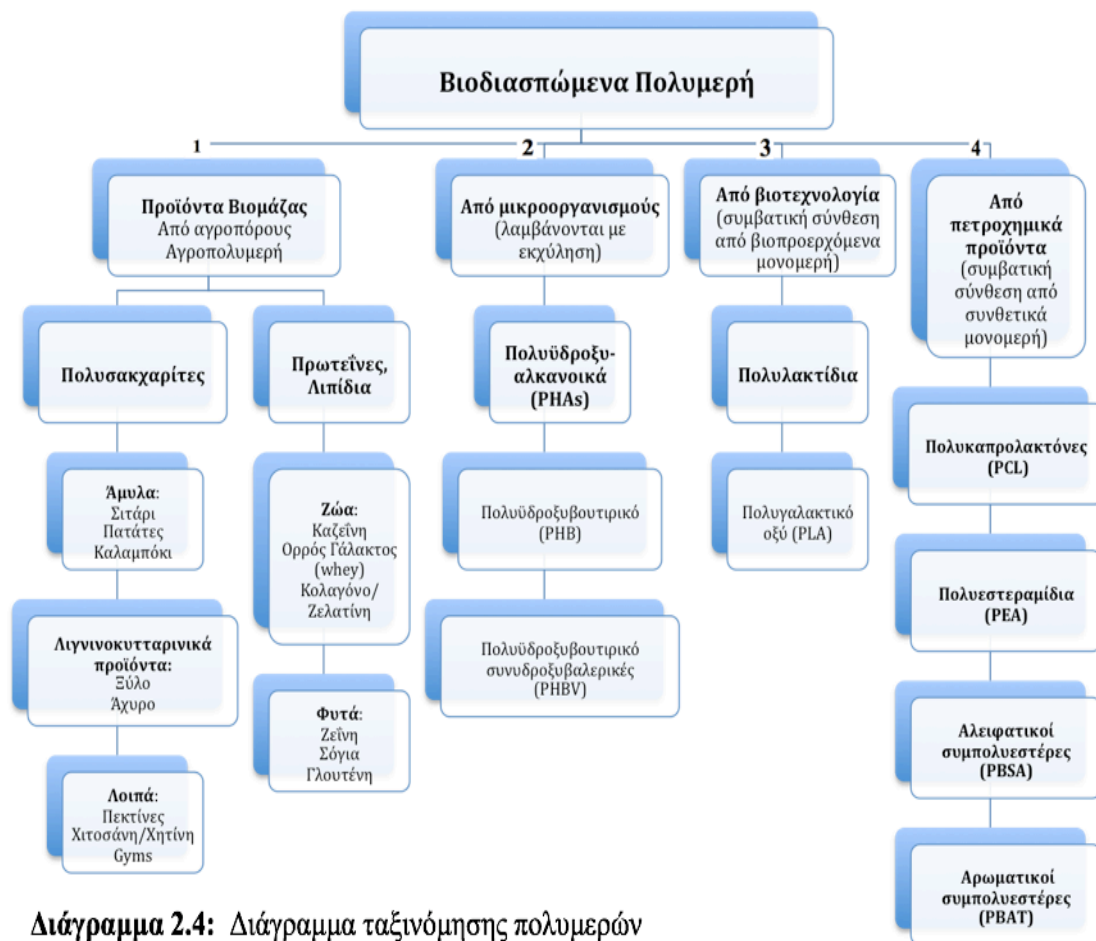 Βιοδιασπώμενα Πολυμερή
1
2
3
4
Προϊόντα Βιομάζας
Από αγροπόρους
Αγροπολυμερή
Από μικροοργανισμούς
(λαμβάνονται με
εκχύληση)
Από βιοτεχνολογία
(συμβατική σύνθεση
από βιοπροερχόμενα
μονομερή)
Από
πετροχημικά
προϊόντα
(συμβατική
σύνθεση από
συνθετικά
μονομερή)
Πολυσακχαρίτες
Πρωτεΐνες,
Λιπίδια
Πολυϋδροξυ-
αλκανοικά
(PHAs)
Πολυλακτίδια
Πολυκαπρολακτόνες
(PCL)
Άμυλα:
Σιτάρι
Πατάτες
Καλαμπόκι
Ζώα:
Καζεΐνη
Ορρός Γάλακτος
(whey)
Κολαγόνο/
Ζελατίνη
Πολυϋδροξυβουτιρικό
(PHB)
Πολυγαλακτικό
οξύ (PLA)
Πολυεστεραμίδια
(PEA)
Λιγνινοκυτταρινικά
προϊόντα:
Ξύλο
Άχυρο
Φυτά:
Ζεΐνη
Σόγια
Γλουτένη
Πολυϋδροξυβουτιρικό
συνυδροξυβαλερικές
(PHBV)
Αλειφατικοί
συμπολυεστέρες
(PBSA)
Λοιπά:
Πεκτίνες
Χιτοσάνη/Χητίνη
Gyms
Αρωματικοί
συμπολυεστέρες
(PBAT)
Διάγραμμα 2.4: Διάγραμμα ταξινόμησης πολυμερών